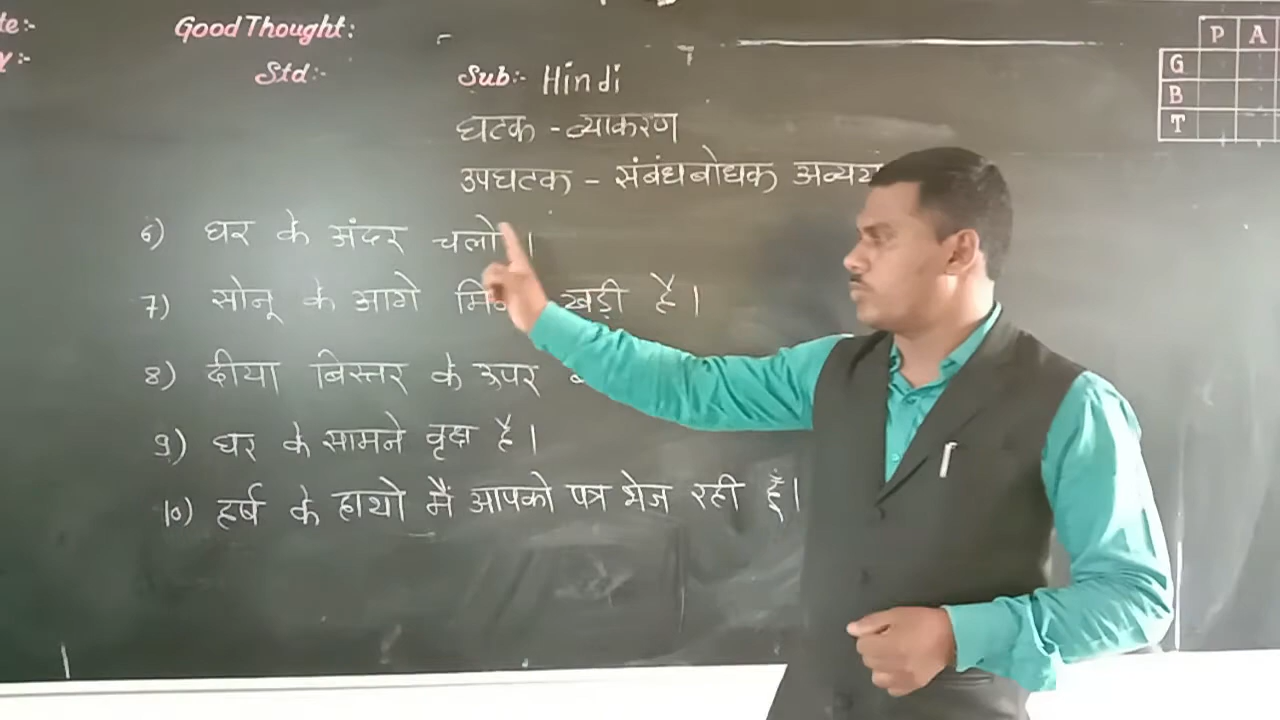 te:-
Good Thought:
P A
y:-
Std:-
Sub:- Hindi
G
B
T
घटक - व्याकरण
उपघटक - संबंधबोधक अव्यय
6) घर के अंदर चलो ।
7) सोनू के आगे खड़ी है ।
8) दीया बिस्तर के ऊपर
9) घर के सामने वृक्ष है ।
10) हर्ष के हाथो मैं आपको पत्र भेज रही हूँ ।